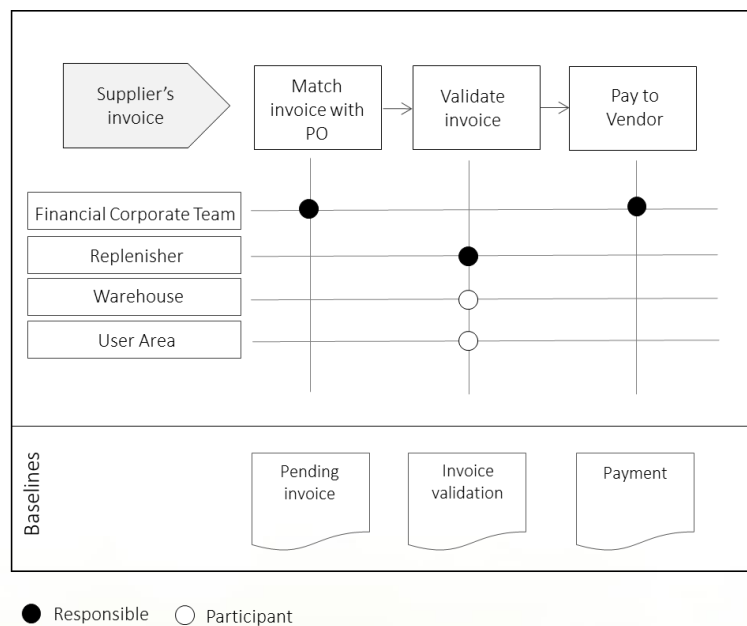 Supplier's
invoice
Match
invoice with
PO
Validate
invoice
Pay to
Vendor
Financial Corporate Team
Replenisher
Warehouse
User Area
Baselines
Pending
invoice
Invoice
validation
Payment
Responsible
Participant